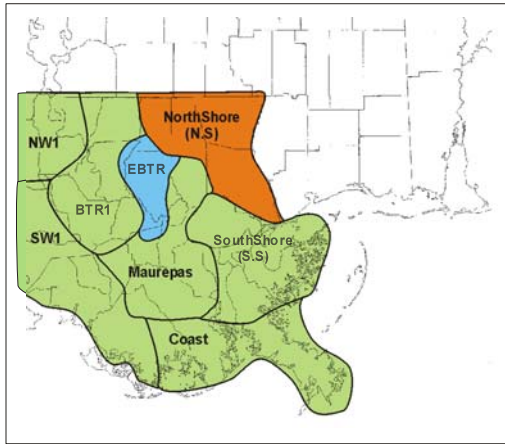 NorthShore
(N.S)
NW1
EBTR
BTR1
SW1
SouthShore
(S.S)
Maurepas
Coast